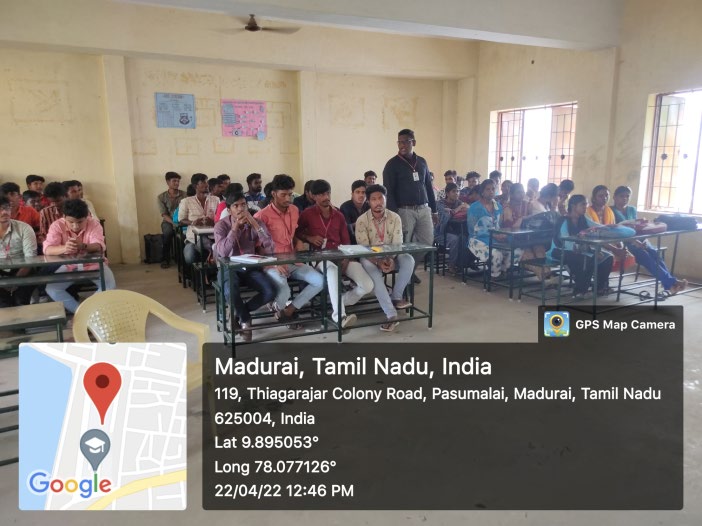 GPS Map Camera
Madurai, Tamil Nadu, India
119, Thiagarajar Colony Road, Pasumalai, Madurai, Tamil Nadu
625004, India
Lat 9.895053°
Long 78.077126°
22/04/22 12:46 PM
Google